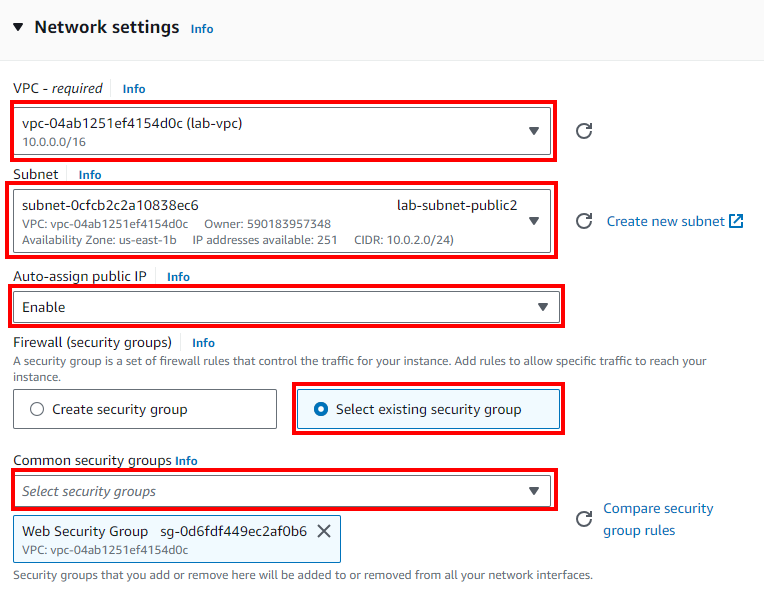 Network settings Info
VPC - required Info
vpc-04ab1251ef4154d0c (lab-vpc)
10.0.0.0/16
Subnet Info
subnet-0cfcb2c2a10838ec6 lab-subnet-public2
VPC: vpc-04ab1251ef4154d0c Owner: 590183957348
Availability Zone: us-east-1b IP addresses available: 251 CIDR: 10.0.2.0/24)
Create new subnet
Auto-assign public IP Info
Enable
Firewall (security groups) Info
A security group is a set of firewall rules that control the traffic for your instance. Add rules to allow specific traffic to reach your
instance.
Create security group
Select existing security group
Common security groups Info
Select security groups
Compare security
group rules
Web Security Group sg-0d6fdf449ec2af0b6
VPC: vpc-04ab1251ef4154d0c
Security groups that you add or remove here will be added to or removed from all your network interfaces.